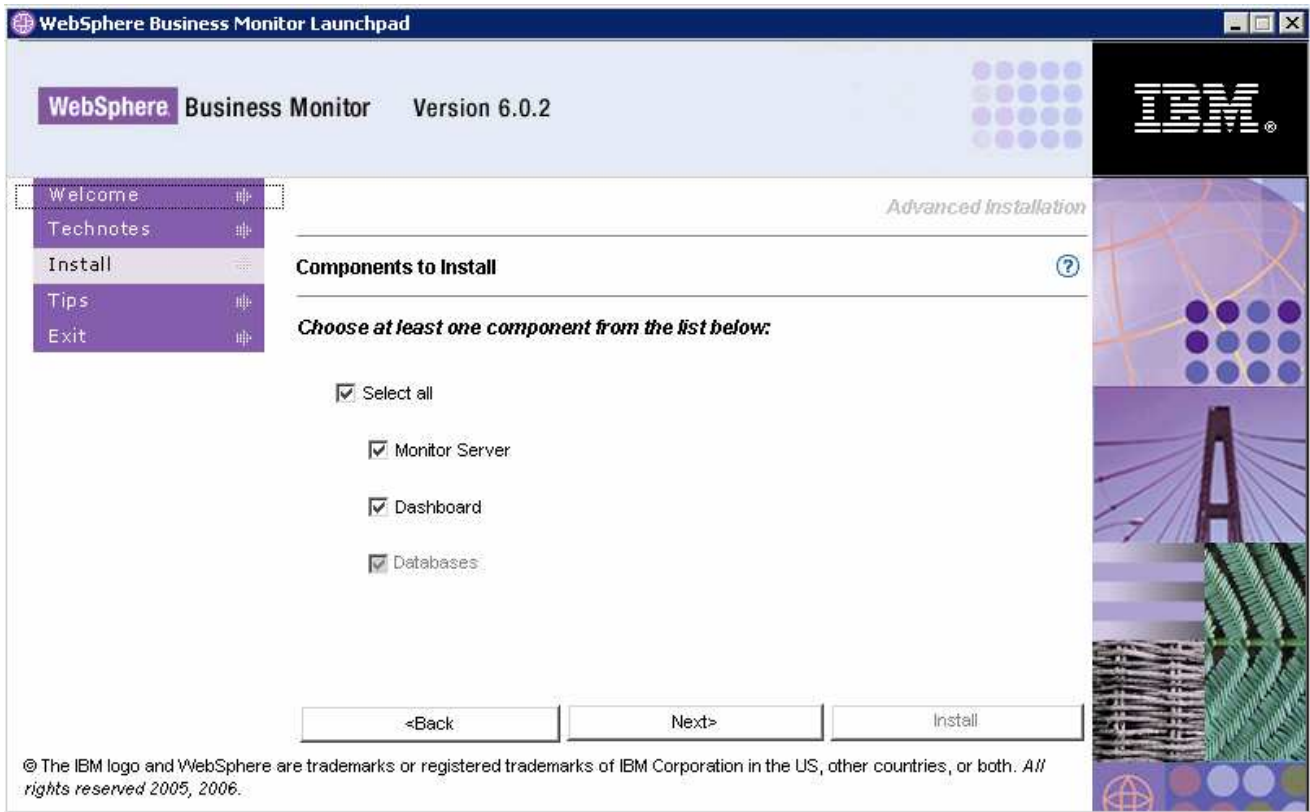 WebSphere Business Monitor Launchpad
WebSphere. Business Monitor Version 6.0.2
IBM®
Welcome
Technotes
Install
Tips
Exit
Advanced Installation
Components to Install ?
Choose at least one component from the list below:
Select all
Monitor Server
Dashboard
Databases
<Back Next> Install
© The IBM logo and WebSphere are trademarks or registered trademarks of IBM Corporation in the US, other countries, or both. All
rights reserved 2005, 2006.